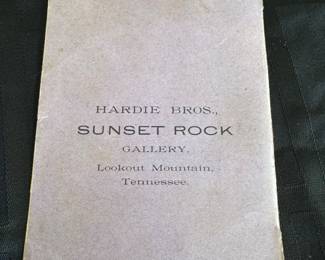 HARDIE BROS.,
SUNSET ROCK
GALLERY.
Lookout Mountain,
Tennessee.